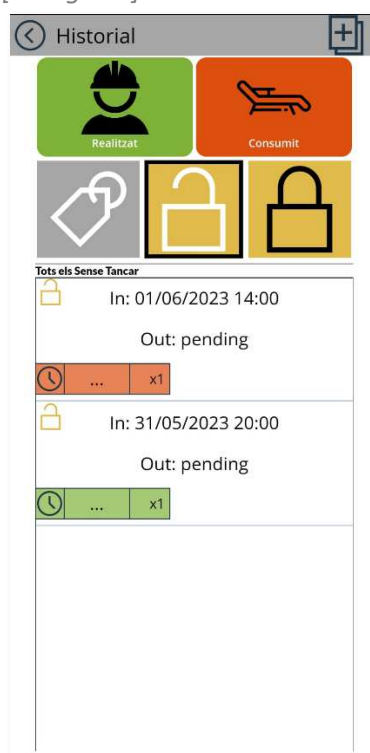 Historial
Realitzat
Consumit
Tots els Sense Tancar
In: 01/06/2023 14:00
Out: pending
... x1
In: 31/05/2023 20:00
Out: pending
... x1